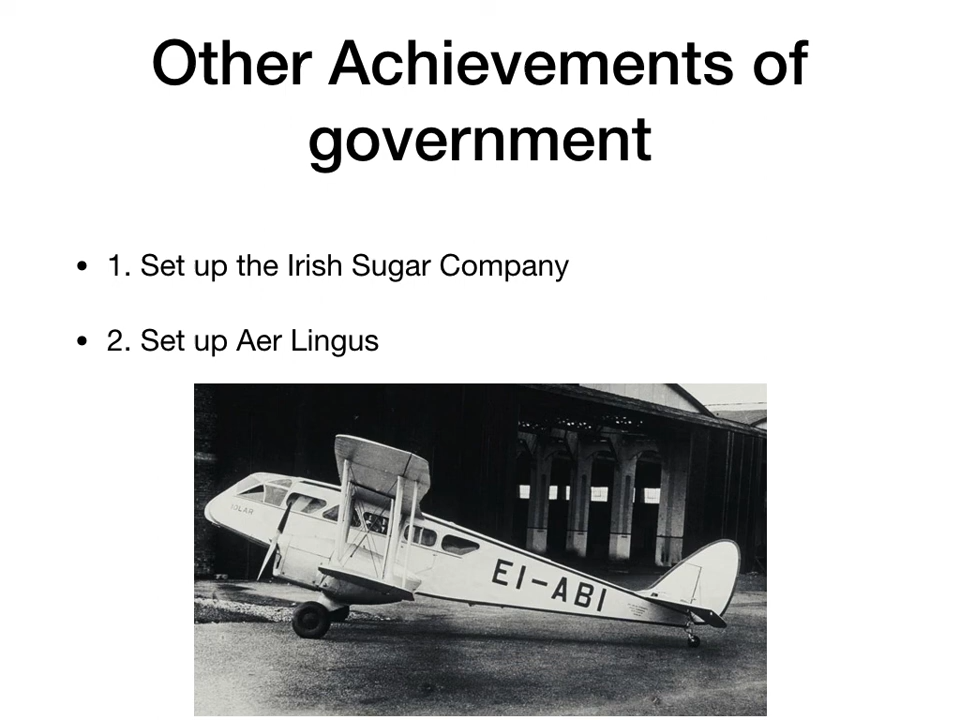 Other Achievements of
government
• 1. Set up the Irish Sugar Company
• 2. Set up Aer Lingus
EI-ABI